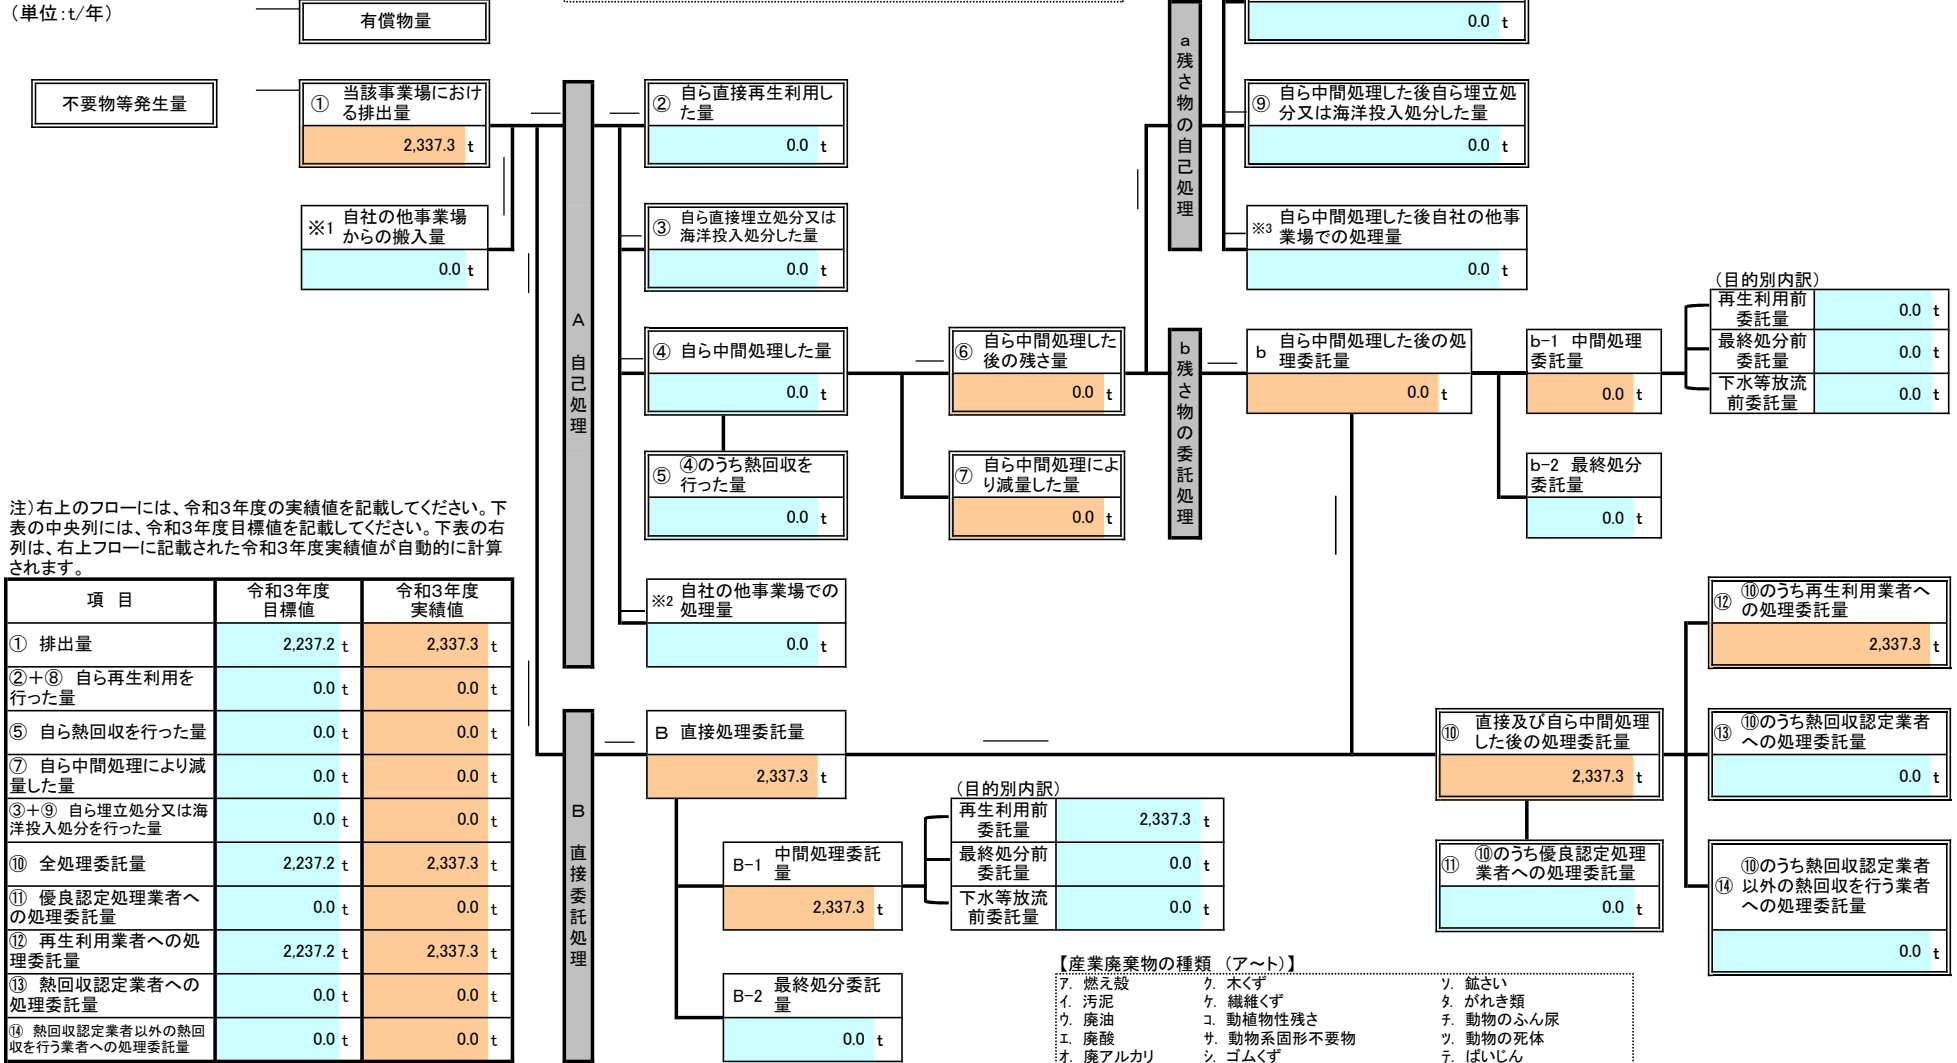 （単位：t/年）
有償物量
0.0 t
不要物等発生量
① 当該事業場におけ
る排出量
2,337.3 t
※1 自社の他事業場
からの搬入量
0.0 t
A 自己処理
② 自ら直接再生利用し
た量
0.0 t
③ 自ら直接埋立処分又は
海洋投入処分した量
0.0 t
④ 自ら中間処理した量
0.0 t
⑤ ④のうち熱回収を
行った量
0.0 t
※2 自社の他事業場での
処理量
0.0 t
⑥ 自ら中間処理した
後の残さ量
0.0 t
⑦ 自ら中間処理によ
り減量した量
0.0 t
a 残さ物の自己処理
⑨ 自ら中間処理した後自ら埋立処
分又は海洋投入処分した量
0.0 t
※3 自ら中間処理した後自社の他事
業場での処理量
0.0 t
b 残さ物の委託処理
b 自ら中間処理した後の処
理委託量
0.0 t
b-1 中間処理
委託量
0.0 t
（目的別内訳）
再生利用前
委託量
0.0 t
最終処分前
委託量
0.0 t
下水等放流
前委託量
0.0 t
b-2 最終処分
委託量
0.0 t
注）右上のフローには、令和3年度の実績値を記載してください。下
表の中央列には、令和3年度目標値を記載してください。下表の右
列は、右上フローに記載された令和3年度実績値が自動的に計算
されます。
項 目
令和3年度
目標値
令和3年度
実績値
① 排出量 2,237.2 t 2,337.3 t
②＋⑧ 自ら再生利用を
行った量 0.0 t 0.0 t
⑤ 自ら熱回収を行った量 0.0 t 0.0 t
⑦ 自ら中間処理により減
量した量 0.0 t 0.0 t
③＋⑨ 自ら埋立処分又は海
洋投入処分を行った量 0.0 t 0.0 t
⑩ 全処理委託量 2,237.2 t 2,337.3 t
⑪ 優良認定処理業者へ
の処理委託量 0.0 t 0.0 t
⑫ 再生利用業者への処
理委託量 2,237.2 t 2,337.3 t
⑬ 熱回収認定業者への
処理委託量 0.0 t 0.0 t
⑭ 熱回収認定業者以外の熱回
収を行う業者への処理委託量 0.0 t 0.0 t
B 直接委託処理
B 直接処理委託量
2,337.3 t
B-1 中間処理委託
量
2,337.3 t
（目的別内訳）
再生利用前
委託量
2,337.3 t
最終処分前
委託量
0.0 t
下水等放流
前委託量
0.0 t
B-2 最終処分委託
量
0.0 t
⑩ 直接及び自ら中間処理
した後の処理委託量
2,337.3 t
⑪ ⑩のうち優良認定処理
業者への処理委託量
0.0 t
⑫ ⑩のうち再生利用業者へ
の処理委託量
2,337.3 t
⑬ ⑩のうち熱回収認定業者
への処理委託量
0.0 t
⑭ ⑩のうち熱回収認定業者
以外の熱回収を行う業者
への処理委託量
0.0 t
【産業廃棄物の種類 （ア～ト）】
ア. 燃え殻 ク. 木くず ソ. 鉱さい
イ. 汚泥 ケ. 繊維くず タ. がれき類
ウ. 廃油 コ. 動植物性残さ チ. 動物のふん尿
エ. 廃酸 サ. 動物系固形不要物 ツ. 動物の死体
オ. 廃アルカリ シ. ゴムくず テ. ばいじん